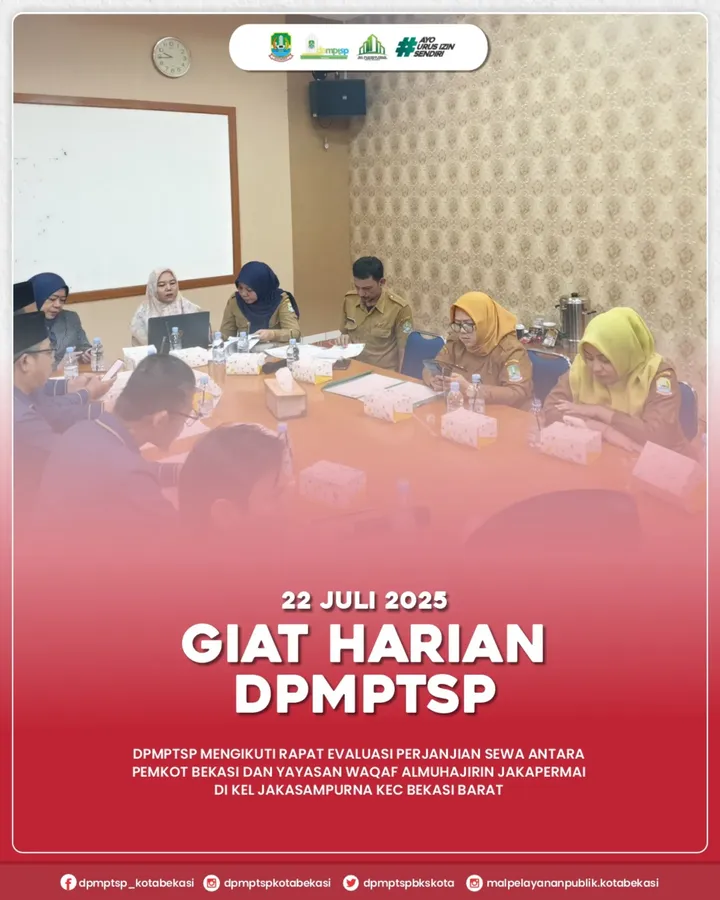 dpmptsp
#AYO
URUS IZIN
SENDIRI
22 JULI 2025
GIAT HARIAN
DPMPTSP
DPMPTSP MENGIKUTI RAPAT EVALUASI PERJANJIAN SEWA ANTARA
PEMKOT BEKASI DAN YAYASAN WAQAF ALMUHAJIRIN JAKAPERMAI
DI KEL JAKASAMPURNA KEC BEKASI BARAT
dpmptsp_kotabekasi dpmptspkotabekasi dpmptspbkskota malpelayananpublik.kotabekasi